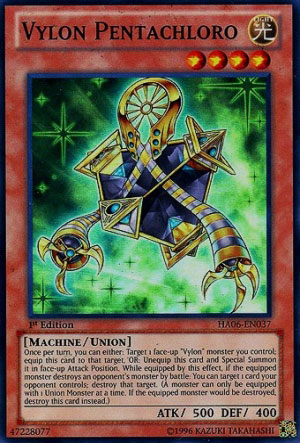 VYLON PENTACHLORO
LIGHT
光
HA06-EN037
1st Edition
[MACHINE / UNION]
Once per turn, you can either: Target 1 face-up "Vylon" monster you control;
equip this card to that target. OR: Unequip this card and Special Summon
it in face-up Attack Position. While equipped by this effect, if the equipped
monster destroys an opponent's monster by battle: You can target 1 card your
opponent controls; destroy that target. (A monster can only be equipped
with 1 Union Monster at a time. If the equipped monster would be destroyed,
destroy this card instead.)
ATK/ 500 DEF/ 400
47228077
©1996 KAZUKI TAKAHASHI